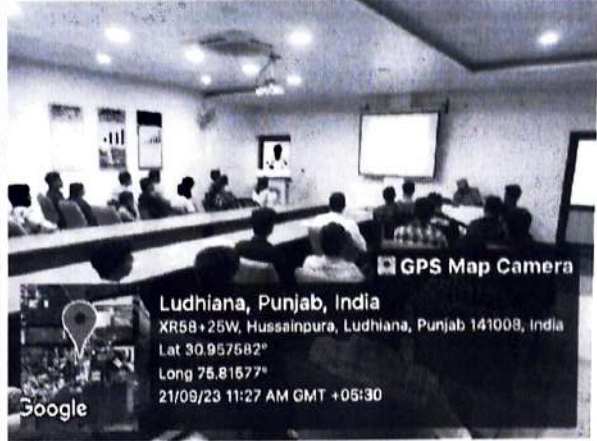 GPS Map Camera
Ludhiana, Punjab, India
XR58+25W, Hussainpura, Ludhiana, Punjab 141008, India
Lat 30.957582°
Long 75.81577°
21/09/23 11:27 AM GMT +05:30
Google